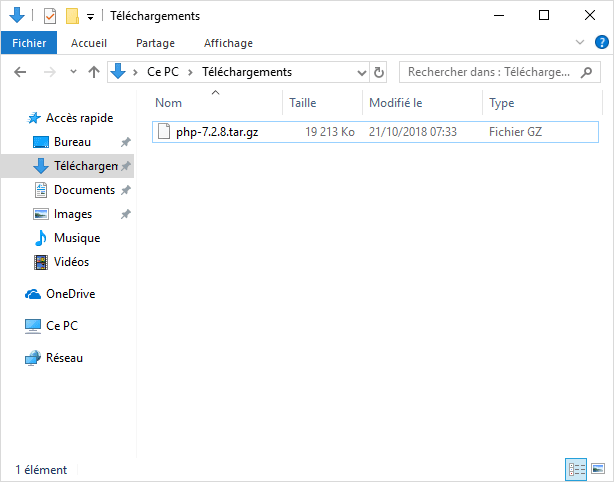 Téléchargements
Fichier Accueil Partage Affichage
Ce PC Téléchargements Rechercher dans : Télécharge...
Nom Taille Modifié le Type
php-7.2.8.tar.gz 19 213 Ko 21/10/2018 07:33 Fichier GZ
Accès rapide
Bureau
Téléchargem
Documents
Images
Musique
Vidéos
OneDrive
Ce PC
Réseau
1 élément